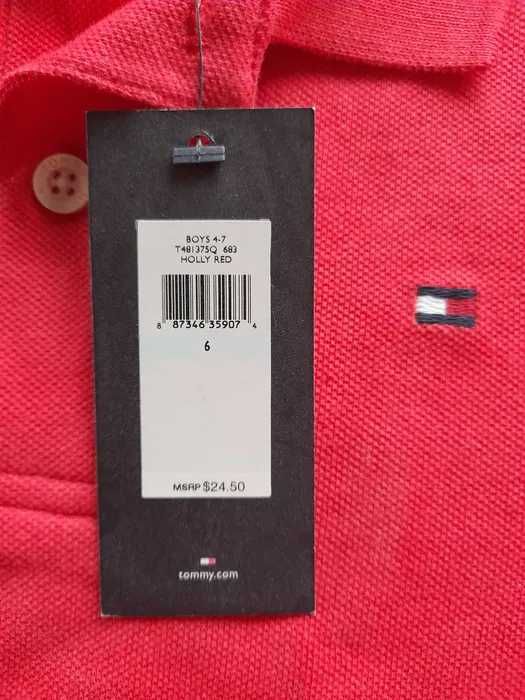 BOYS 4-7
T481375Q 683
HOLLY RED
8 87346 35907 4
6
MSRP $24.50
tommy.com